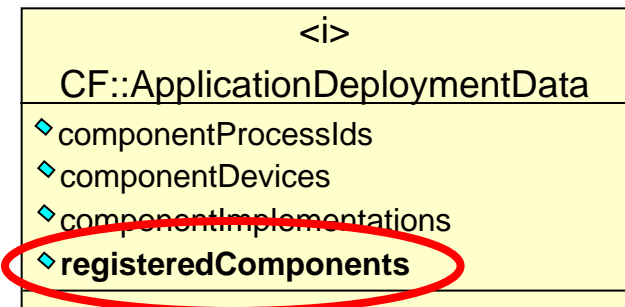 <i>
CF::ApplicationDeploymentData
componentProcessIds
componentDevices
componentImplementations
registeredComponents